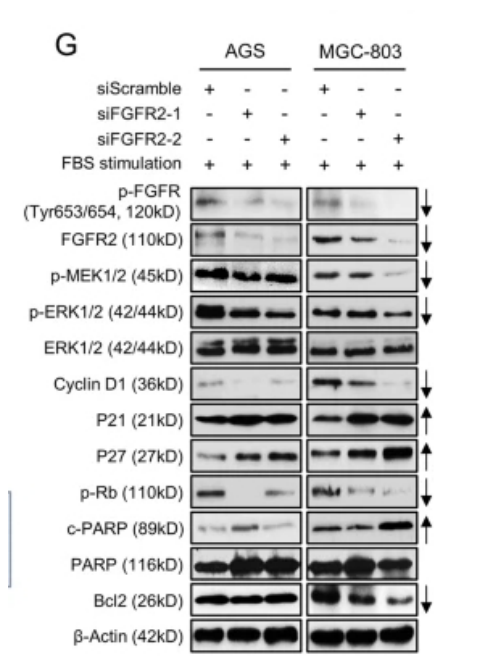 G
AGS MGC-803
siScramble + - - + - -
siFGFR2-1 - + - - + -
siFGFR2-2 - - + - - +
FBS stimulation + + + + + +
p-FGFR
(Tyr653/654, 120kD)
FGFR2 (110kD)
p-MEK1/2 (45kD)
p-ERK1/2 (42/44kD)
ERK1/2 (42/44kD)
Cyclin D1 (36kD)
P21 (21kD)
P27 (27kD)
p-Rb (110kD)
c-PARP (89kD)
PARP (116kD)
Bcl2 (26kD)
β-Actin (42kD)